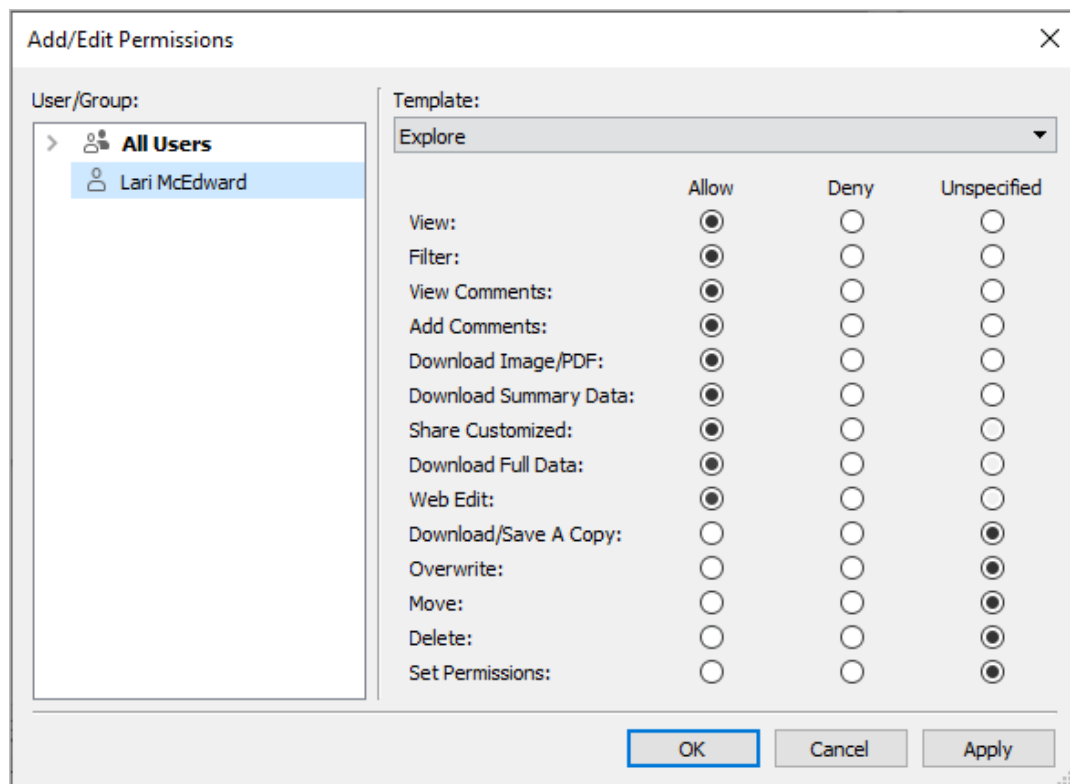 Add/Edit Permissions
User/Group:
All Users
Lari McEdward
Template:
Explore
Allow Deny Unspecified
View:
Filter:
View Comments:
Add Comments:
Download Image/PDF:
Download Summary Data:
Share Customized:
Download Full Data:
Web Edit:
Download/Save A Copy:
Overwrite:
Move:
Delete:
Set Permissions:
OK Cancel Apply